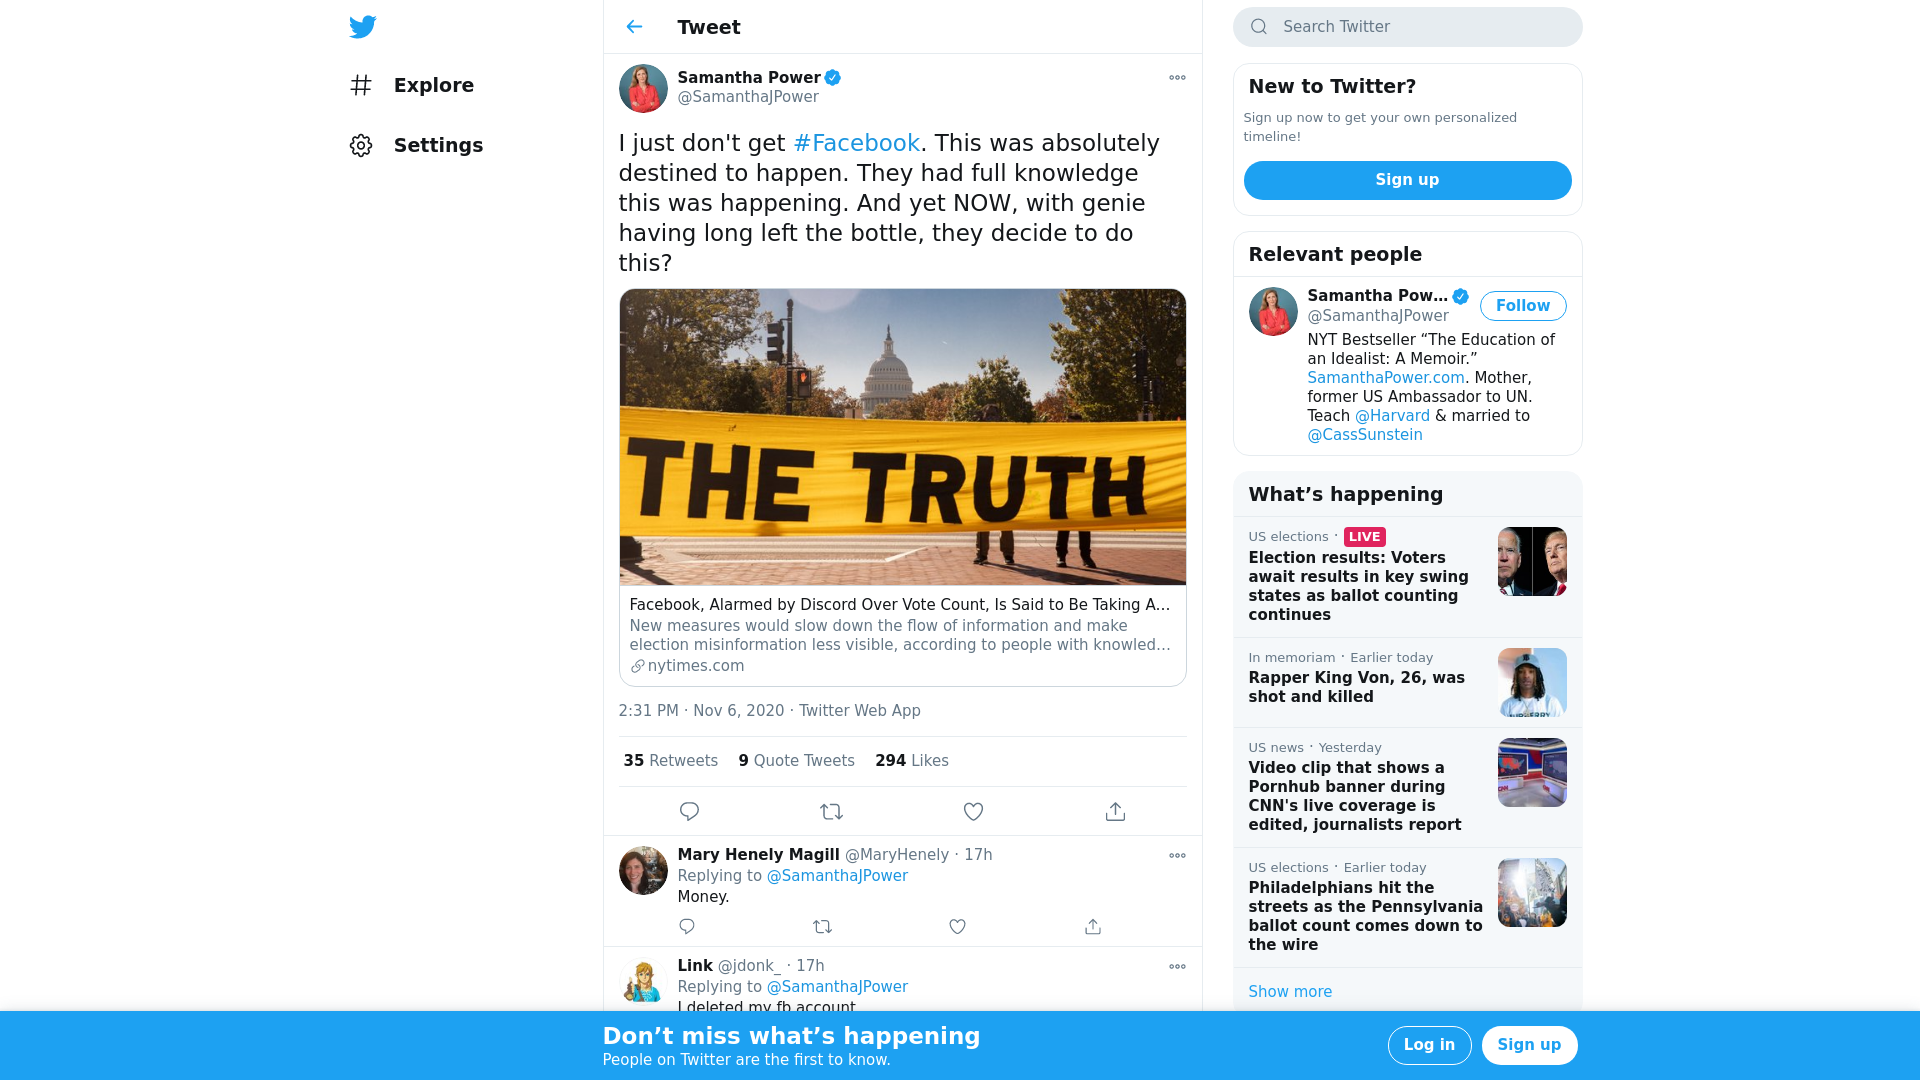 Explore
Settings
Tweet
Samantha Power
@SamanthaJPower
I just don't get #Facebook. This was absolutely
destined to happen. They had full knowledge
this was happening. And yet NOW, with genie
having long left the bottle, they decide to do
this?
THE TRUTH
Facebook, Alarmed by Discord Over Vote Count, Is Said to Be Taking A...
New measures would slow down the flow of information and make
election misinformation less visible, according to people with knowled...
nytimes.com
2:31 PM · Nov 6, 2020 · Twitter Web App
35 Retweets 9 Quote Tweets 294 Likes
Mary Henely Magill @MaryHenely · 17h
Replying to @SamanthaJPower
Money.
Link @jdonk_ · 17h
Replying to @SamanthaJPower
I deleted my fb account
Search Twitter
New to Twitter?
Sign up now to get your own personalized
timeline!
Sign up
Relevant people
Samantha Pow...
@SamanthaJPower
Follow
NYT Bestseller “The Education of
an Idealist: A Memoir.”
SamanthaPower.com. Mother,
former US Ambassador to UN.
Teach @Harvard & married to
@CassSunstein
What’s happening
US elections · LIVE
Election results: Voters
await results in key swing
states as ballot counting
continues
In memoriam · Earlier today
Rapper King Von, 26, was
shot and killed
US news · Yesterday
Video clip that shows a
Pornhub banner during
CNN's live coverage is
edited, journalists report
US elections · Earlier today
Philadelphians hit the
streets as the Pennsylvania
ballot count comes down to
the wire
Show more
Don’t miss what’s happening
People on Twitter are the first to know.
Log in
Sign up